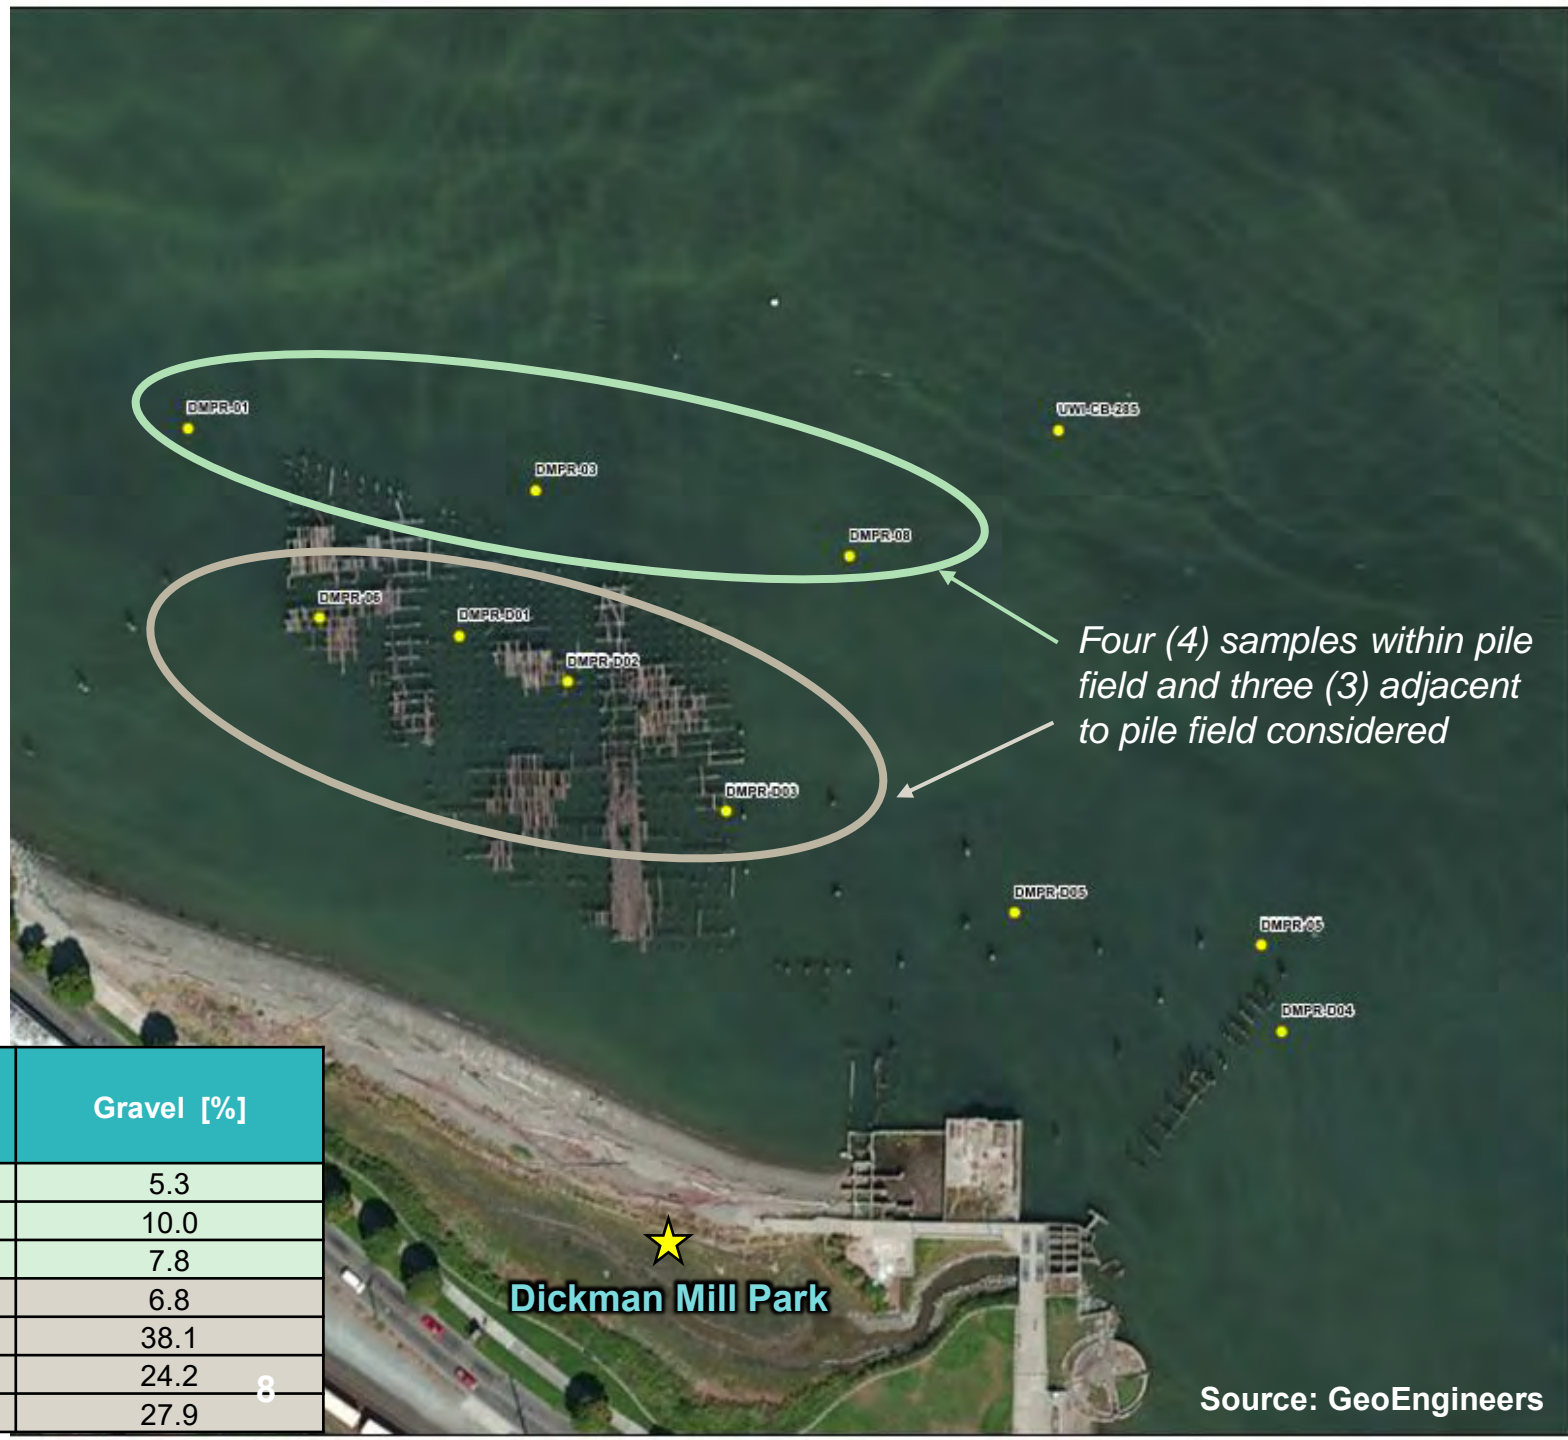 DMPR-01
UWI-CB-285
DMPR-03
DMPR-08
DMPR-06
DMPR-D01
DMPR-D02
Four (4) samples within pile
field and three (3) adjacent
to pile field considered
DMPR-D03
DMPR-D05
DMPR-05
DMPR-D04
Gravel [%]
5.3
10.0
7.8
6.8
38.1
24.2
27.9
8
Dickman Mill Park
Source: GeoEngineers